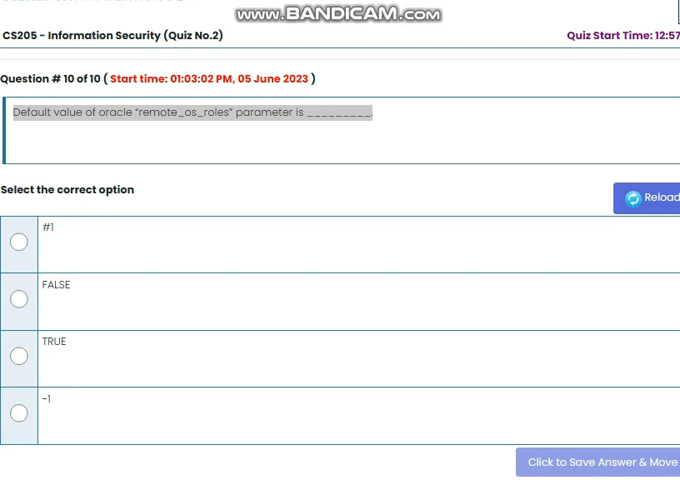 www.BANDICAM.com
CS205 - Information Security (Quiz No.2)
Quiz Start Time: 12:57
Question # 10 of 10 ( Start time: 01:03:02 PM, 05 June 2023 )
Default value of oracle “remote_os_roles” parameter is _________.
Select the correct option
Reload
#1
FALSE
TRUE
-1
Click to Save Answer & Move